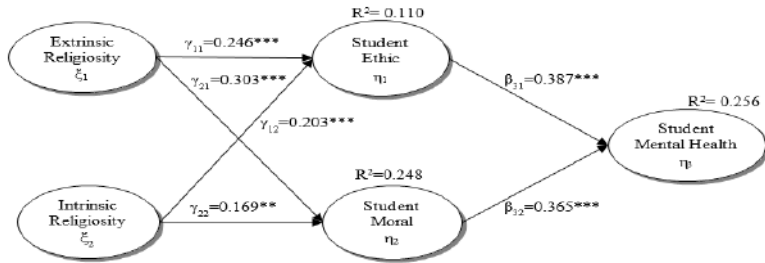 R²= 0.110
Extrinsic
Religiosity
ξ₁
γ₁₁=0.246***
Student
Ethic
η₁
γ₂₁=0.303***
β₃₁=0.387***
R²= 0.256
γ₁₂=0.203***
Student
Mental Health
η₃
R²=0.248
Intrinsic
Religiosity
ξ₂
γ₂₂=0.169**
Student
Moral
η₂
β₃₂=0.365***